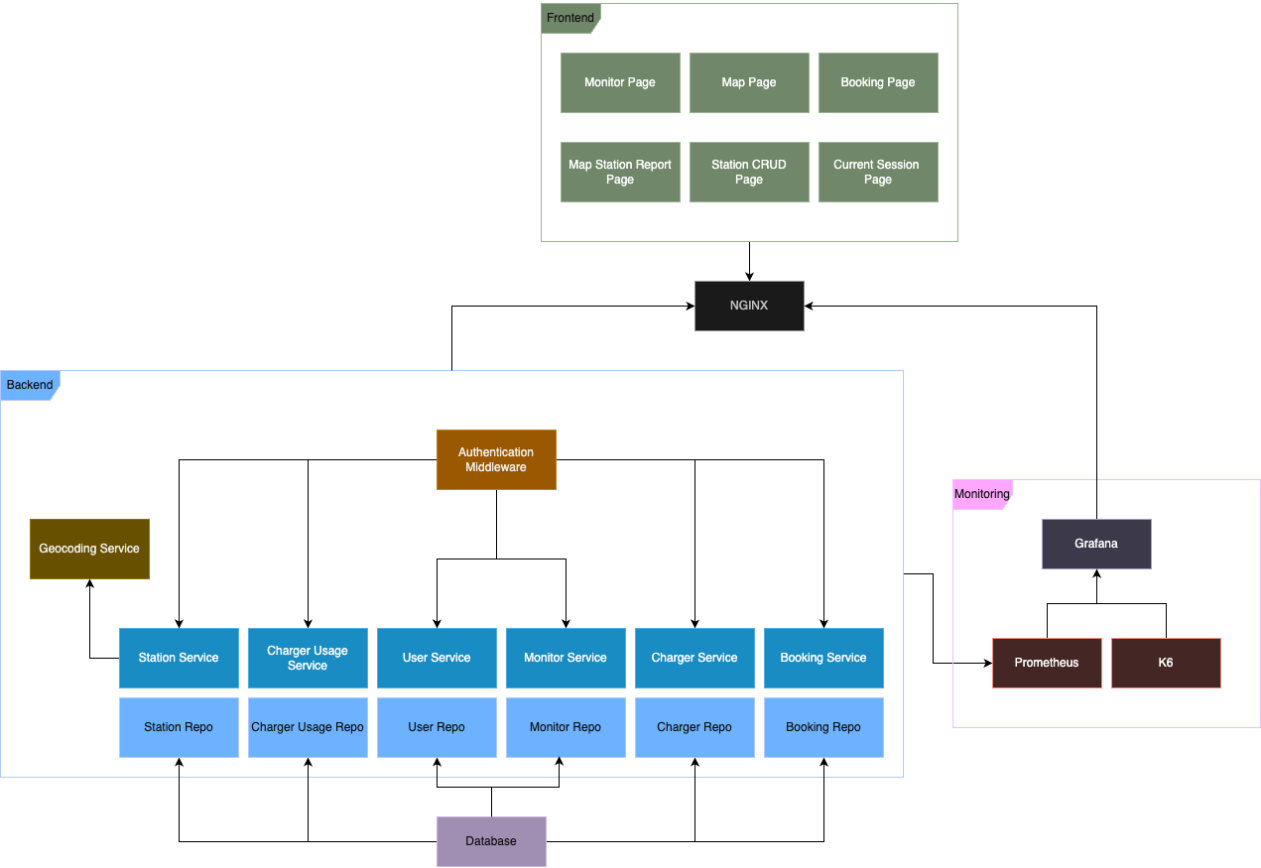 Frontend
Monitor Page
Map Page
Booking Page
Map Station Report
Page
Station CRUD
Page
Current Session
Page
NGINX
Backend
Authentication
Middleware
Geocoding Service
Station Service
Charger Usage
Service
User Service
Monitor Service
Charger Service
Booking Service
Station Repo
Charger Usage Repo
User Repo
Monitor Repo
Charger Repo
Booking Repo
Database
Monitoring
Grafana
Prometheus
K6